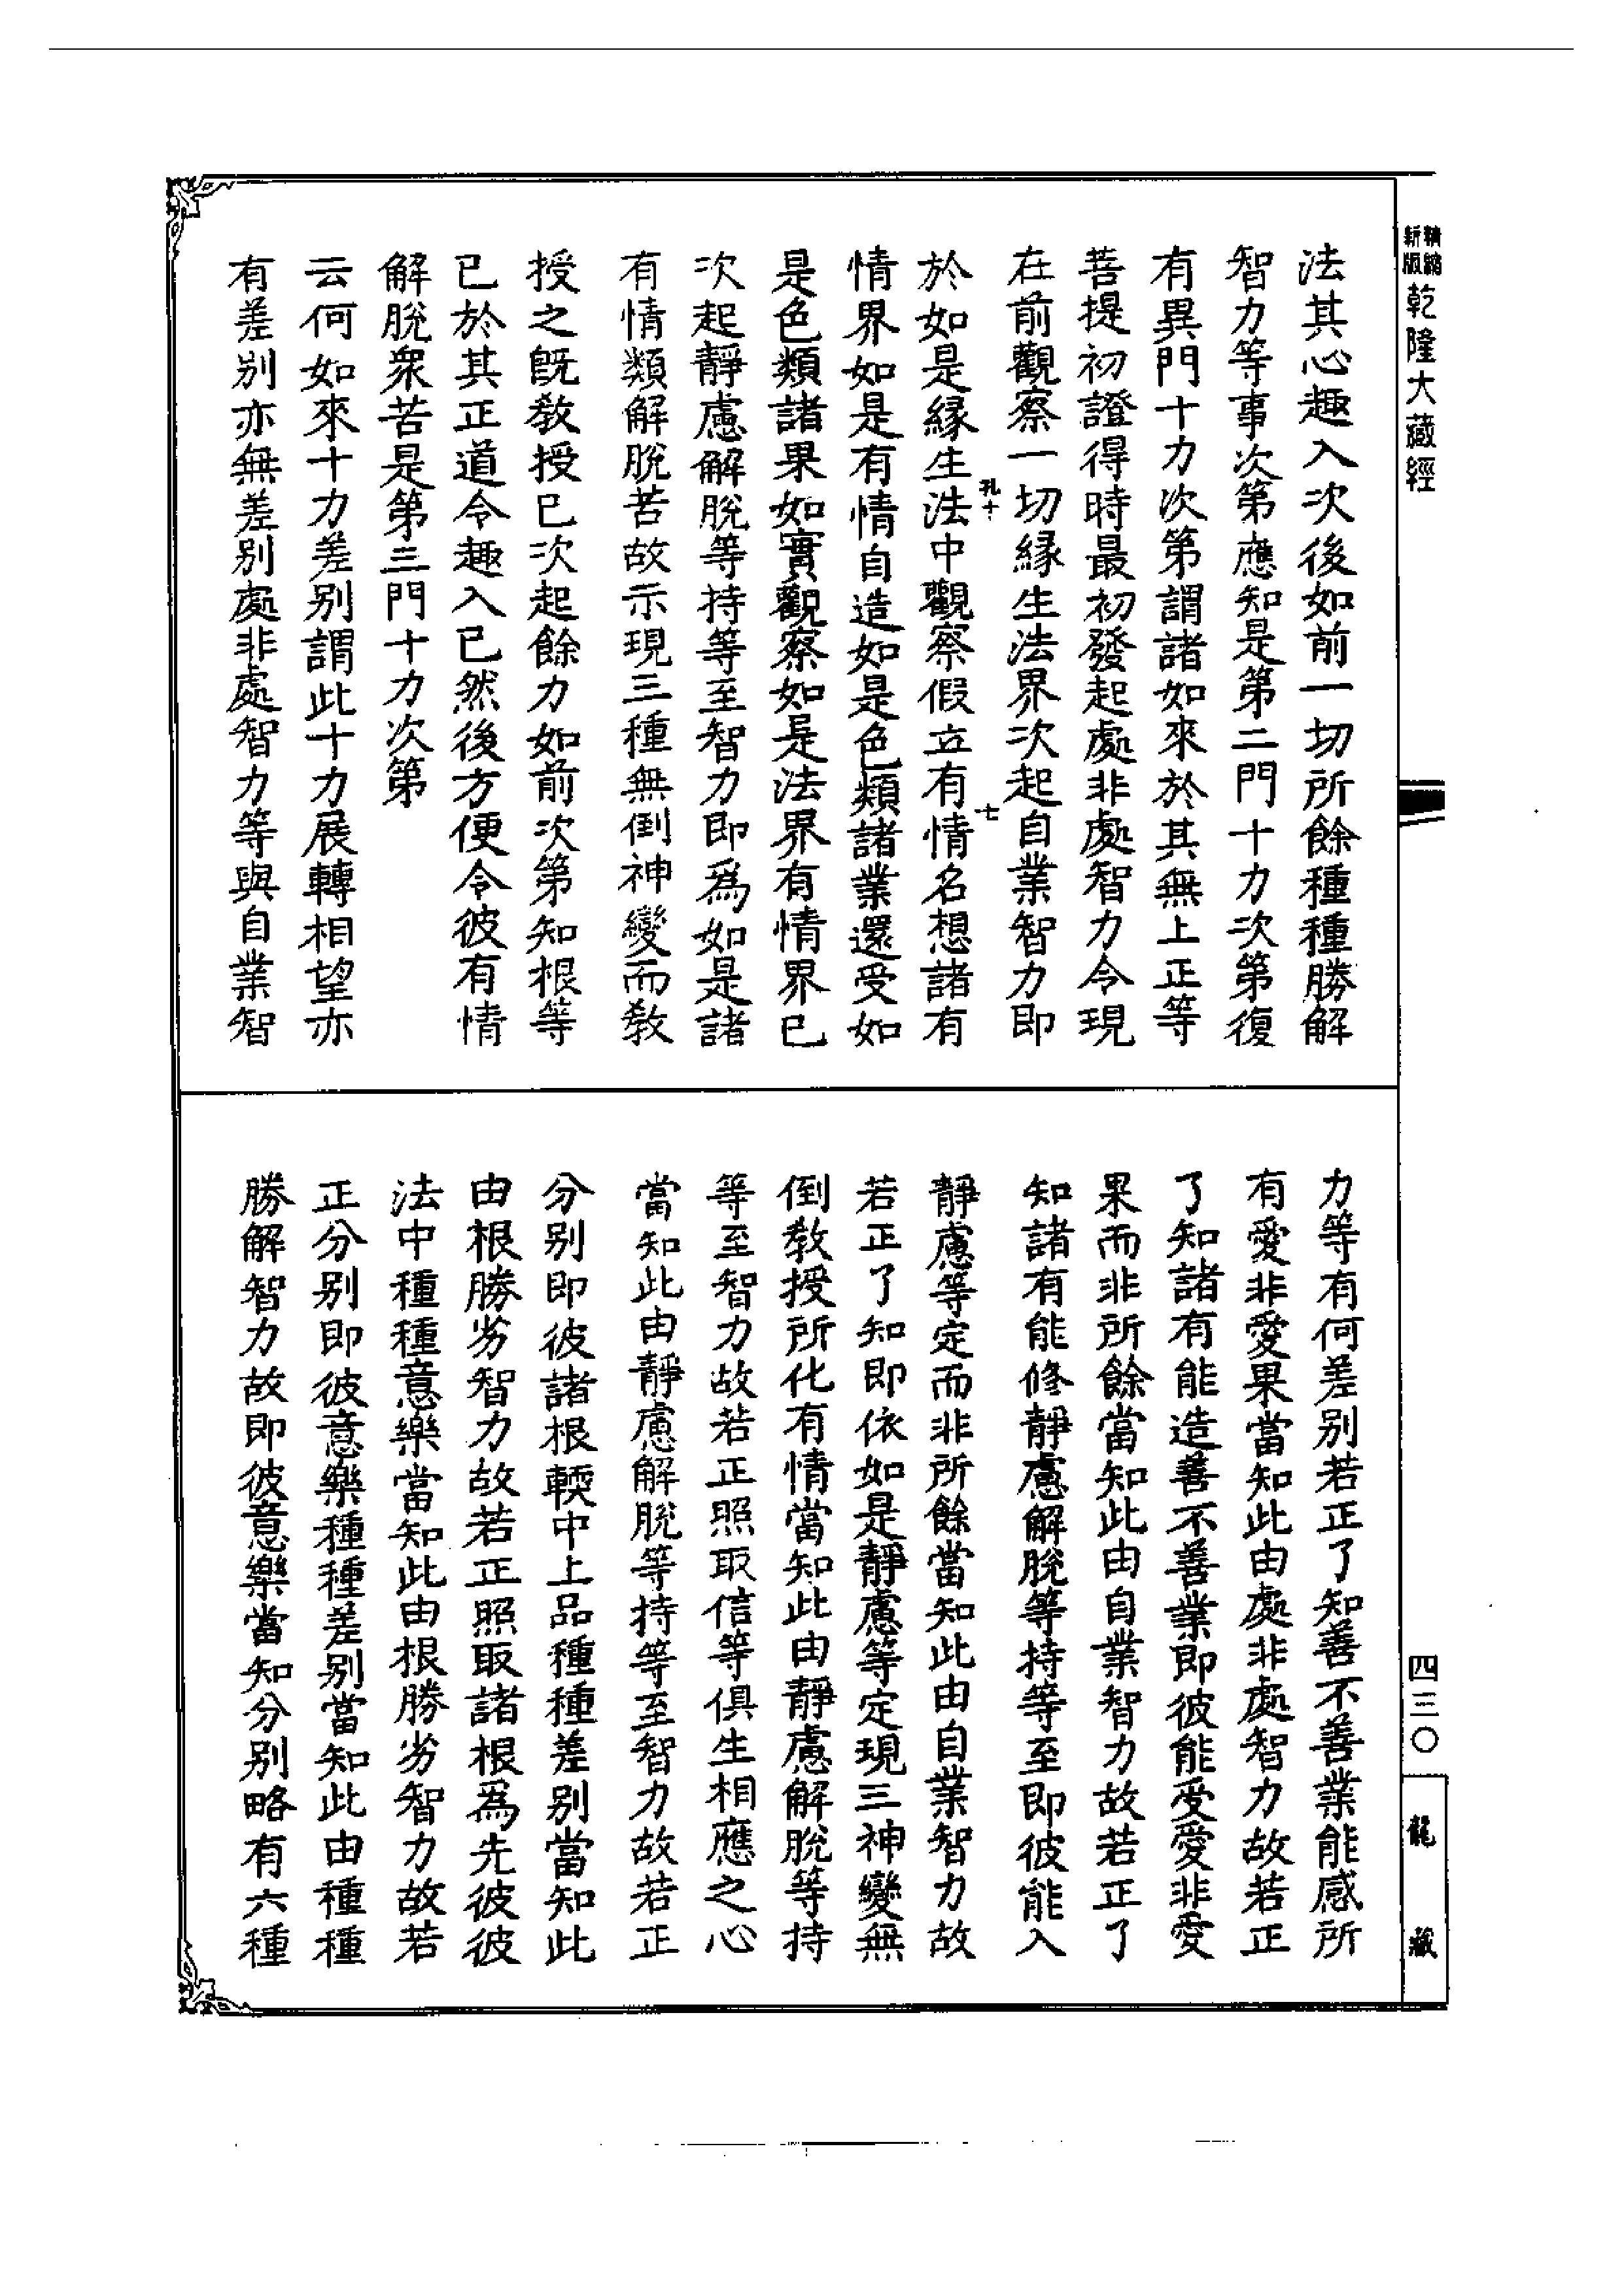 精縮新版乾隆大藏經
法其心趣入次後如前一切所餘種種勝解
智力等事次第應知是第二門十力次第復
有異門十力次第謂諸如來於其無上正等
菩提初證得時最初發起處非處智力令現
在前觀察一切緣生法界次起自業智力即
孔十
七
於如是緣生法中觀察假立有情名想諸有
情界如是有情自造如是色類諸業還受如
是色類諸果如實觀察如是法界有情界已
次起靜慮解脫等持等至智力即為如是諸
有情類解脫苦故示現三種無倒神變而教
授之既教授已次起餘力如前次第知根等
已於其正道令趣入已然後方便令彼有情
解脫眾苦是第三門十力次第
云何如來十力差別謂此十力展轉相望亦
有差別亦無差別處非處智力等與自業智
力等有何差別若正了知善不善業能感所
有愛非愛果當知此由處非處智力故若正
了知諸有能造善不善業即彼能受愛非愛
果而非所餘當知此由自業智力故若正了
知諸有能修靜慮解脫等持等至即彼能入
靜慮等定而非所餘當知此由自業智力故
若正了知即依如是靜慮等定現三神變無
倒教授所化有情當知此由靜慮解脫等持
等至智力故若正照取信等俱生相應之心
當知此由靜慮解脫等持等至智力故若正
分別即彼諸根輭中上品種種差別當知此
由根勝劣智力故若正照取諸根為先彼彼
法中種種意樂當知此由根勝劣智力故若
正分別即彼意樂種種差別當知此由種種
勝解智力故即彼意樂當知分別略有六種
四三〇
龍藏